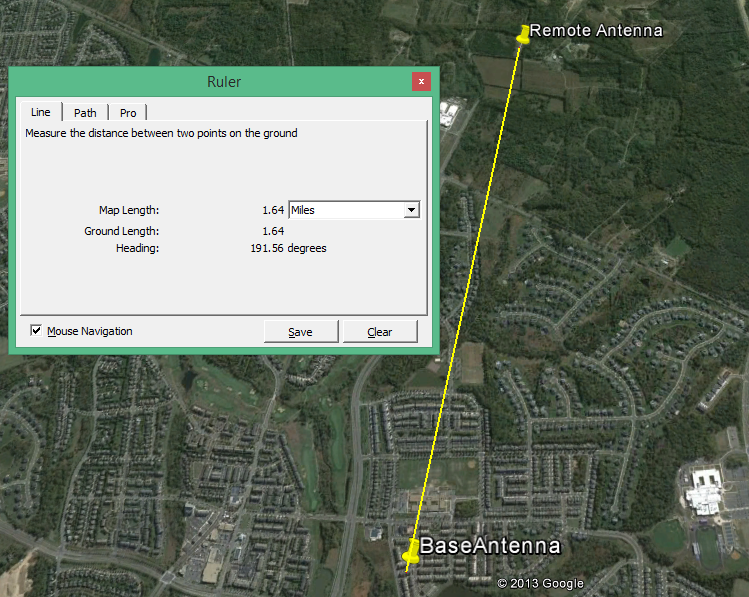 Remote Antenna
Ruler
x
Line Path Pro
Measure the distance between two points on the ground
Map Length: 1.64 Miles
Ground Length: 1.64
Heading: 191.56 degrees
Mouse Navigation Save Clear
BaseAntenna
© 2013 Google